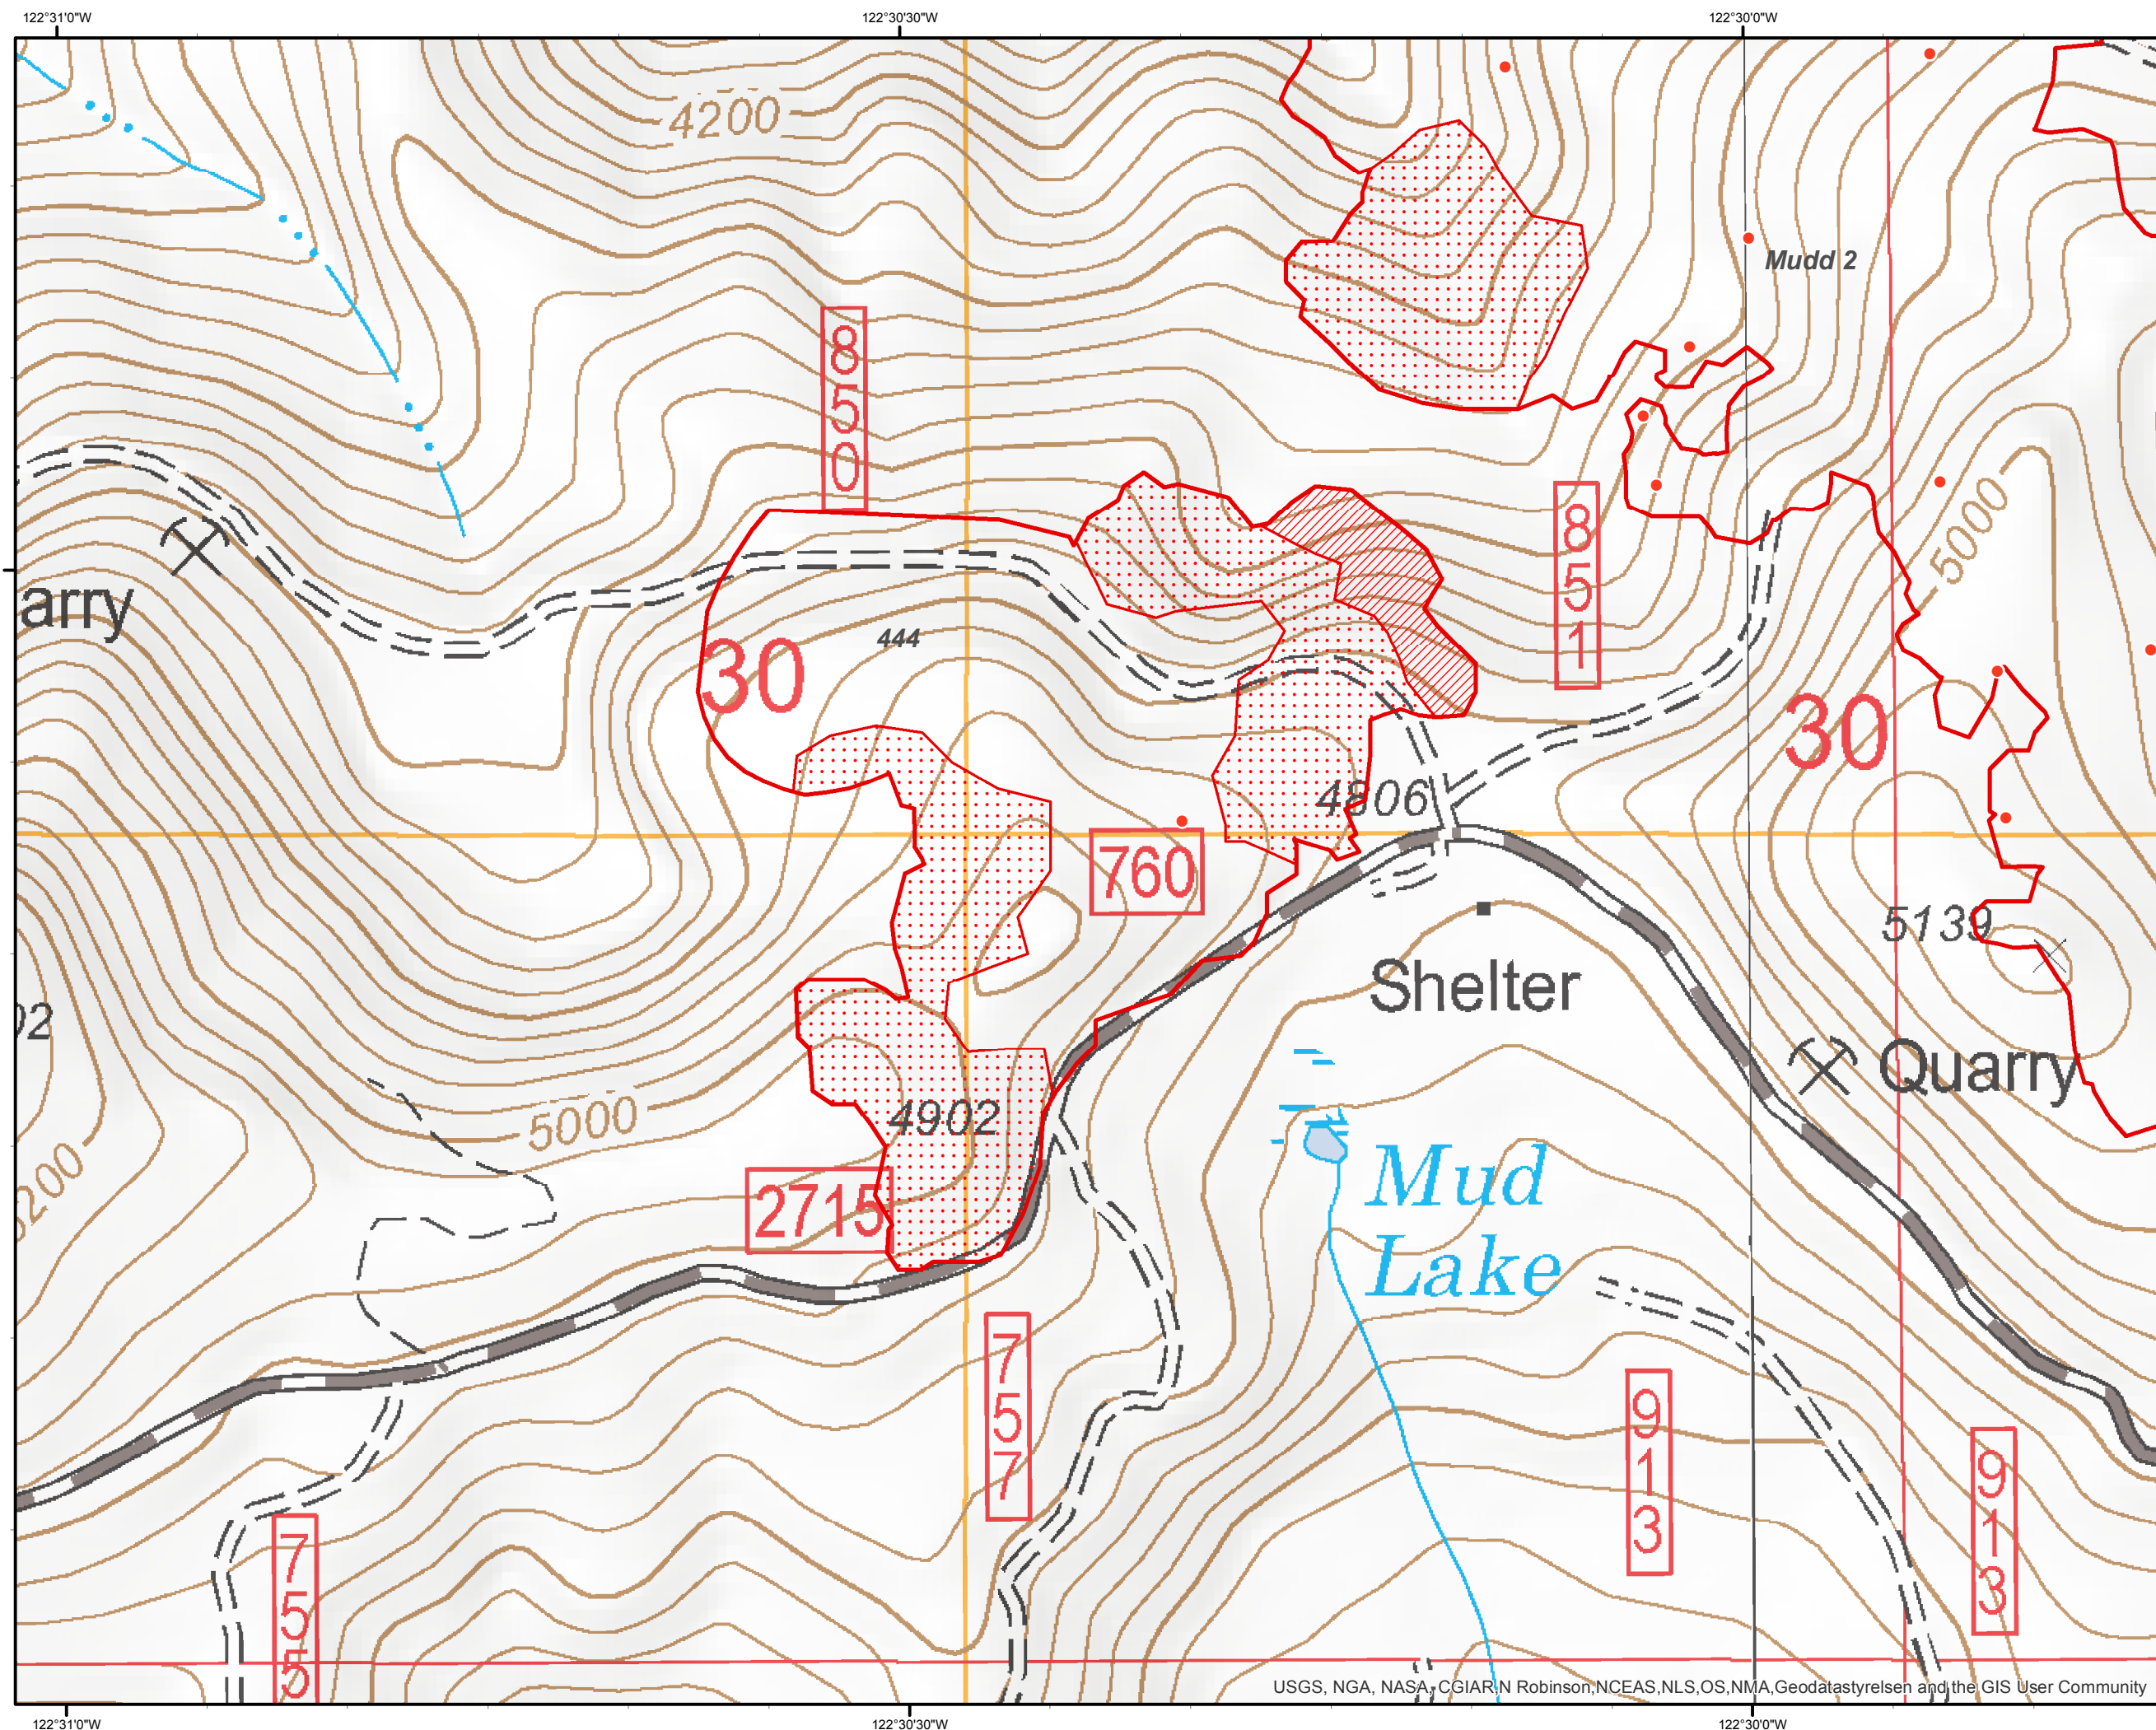 122°31'0"W
122°30'30"W
122°30'0"W
4200
Mudd 2
850
851
5000
arry
444
30
30
4806
760
5139
Shelter
02
Quarry
4902
5000
Mud
Lake
5200
2715
757
913
913
755
USGS, NGA, NASA, CGIAR,N Robinson,NCEAS,NLS,OS,NMA,Geodatastyrelsen and the GIS User Community
122°31'0"W
122°30'30"W
122°30'0"W